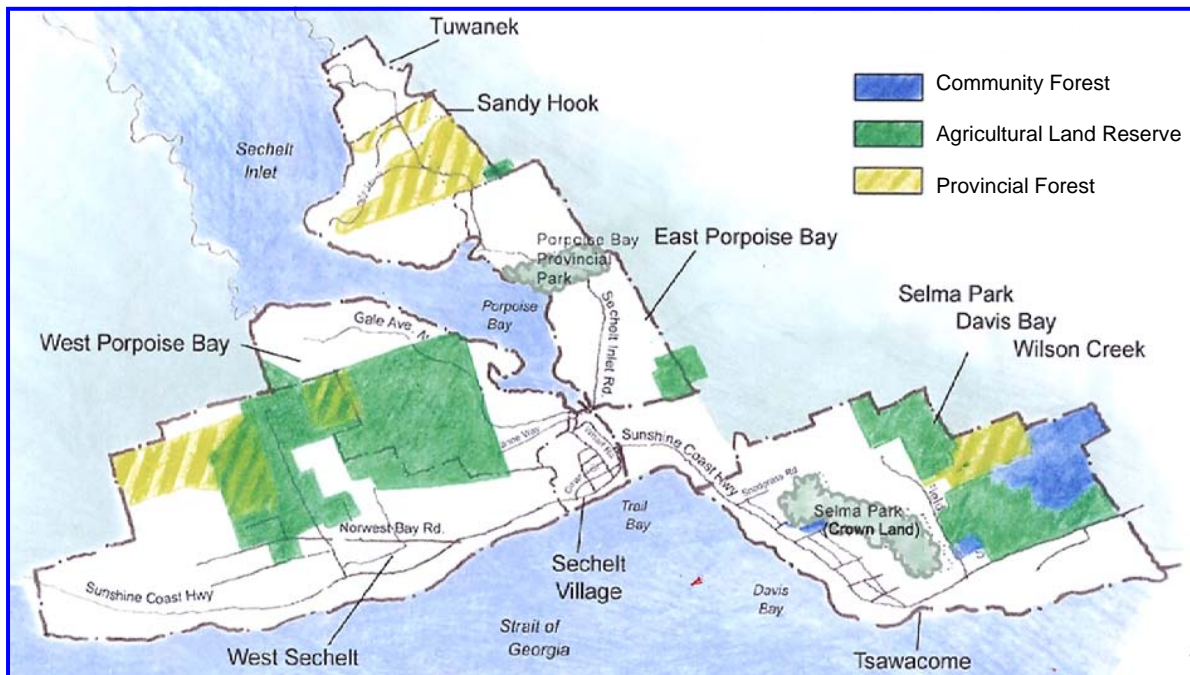 Tuwanek
Sandy Hook
Sechelt
Inlet
Community Forest
Agricultural Land Reserve
Provincial Forest
Porpoise Bay
Provincial
Park
East Porpoise Bay
Porpoise
Bay
Sechelt Inlet Rd.
Gale Ave.
West Porpoise Bay
Selma Park
Davis Bay
Wilson Creek
Sunshine Coast Hwy
Snodgrass Rd.
Selma Park
(Crown Land)
Trail
Bay
Norwest Bay Rd.
Sunshine Coast Hwy
Sechelt
Village
Davis
Bay
Strait of
Georgia
West Sechelt
Tsawacome